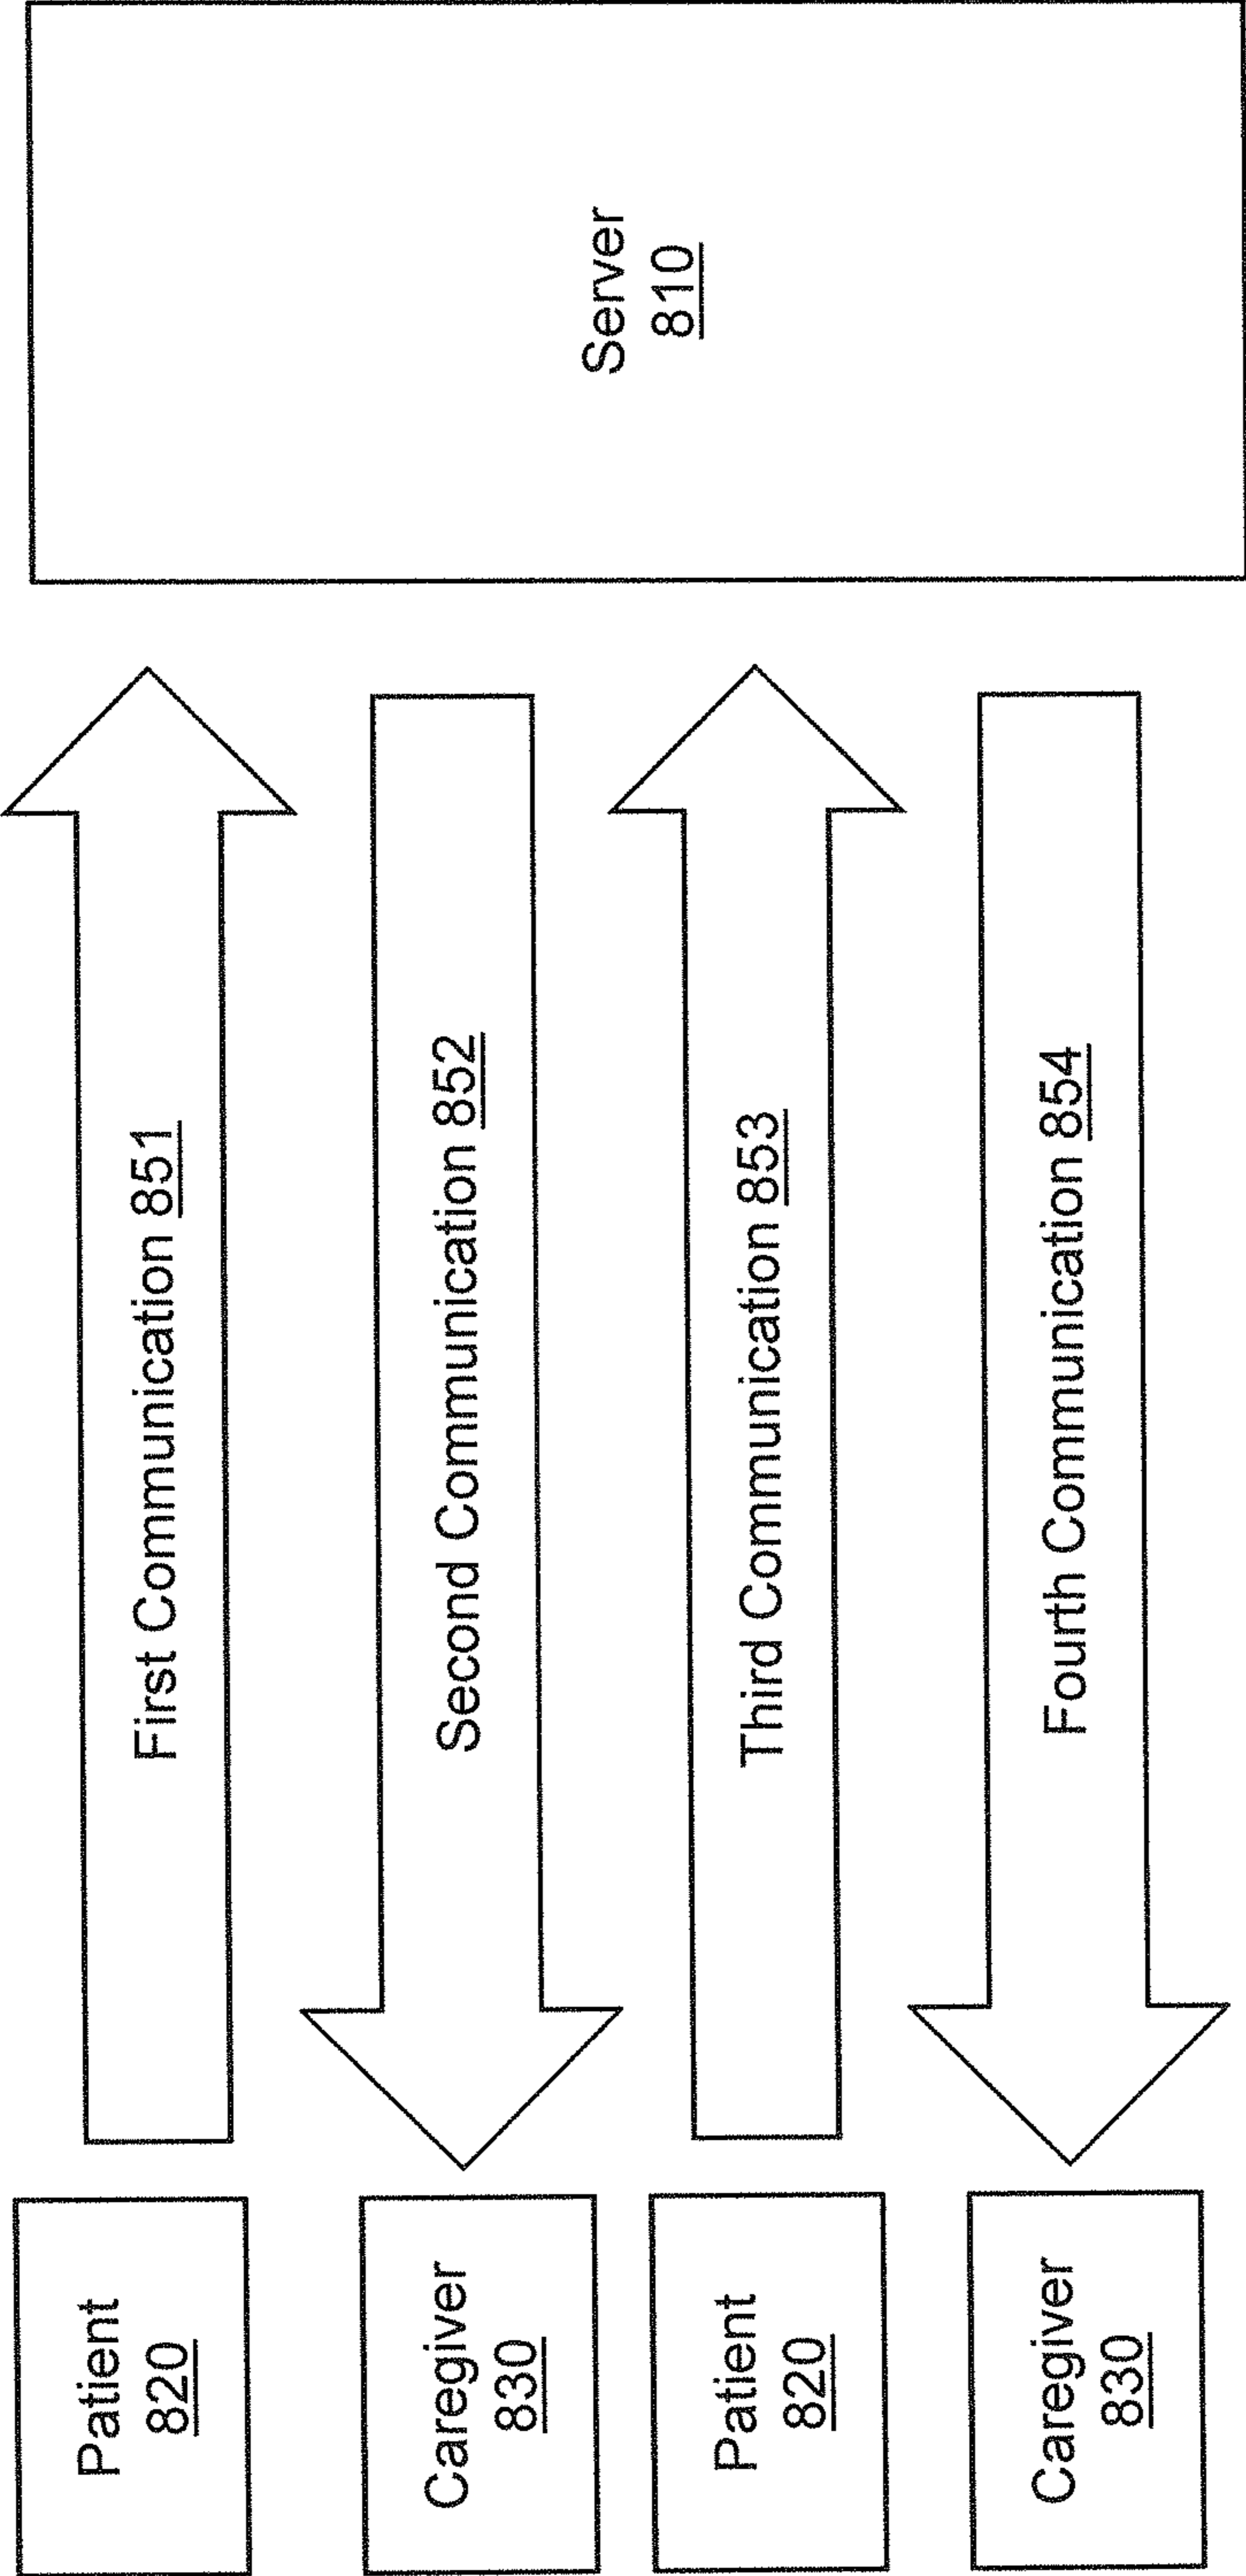 Patient
820
First Communication 851
Caregiver
830
Second Communication 852
Patient
820
Third Communication 853
Caregiver
830
Fourth Communication 854
Server
810